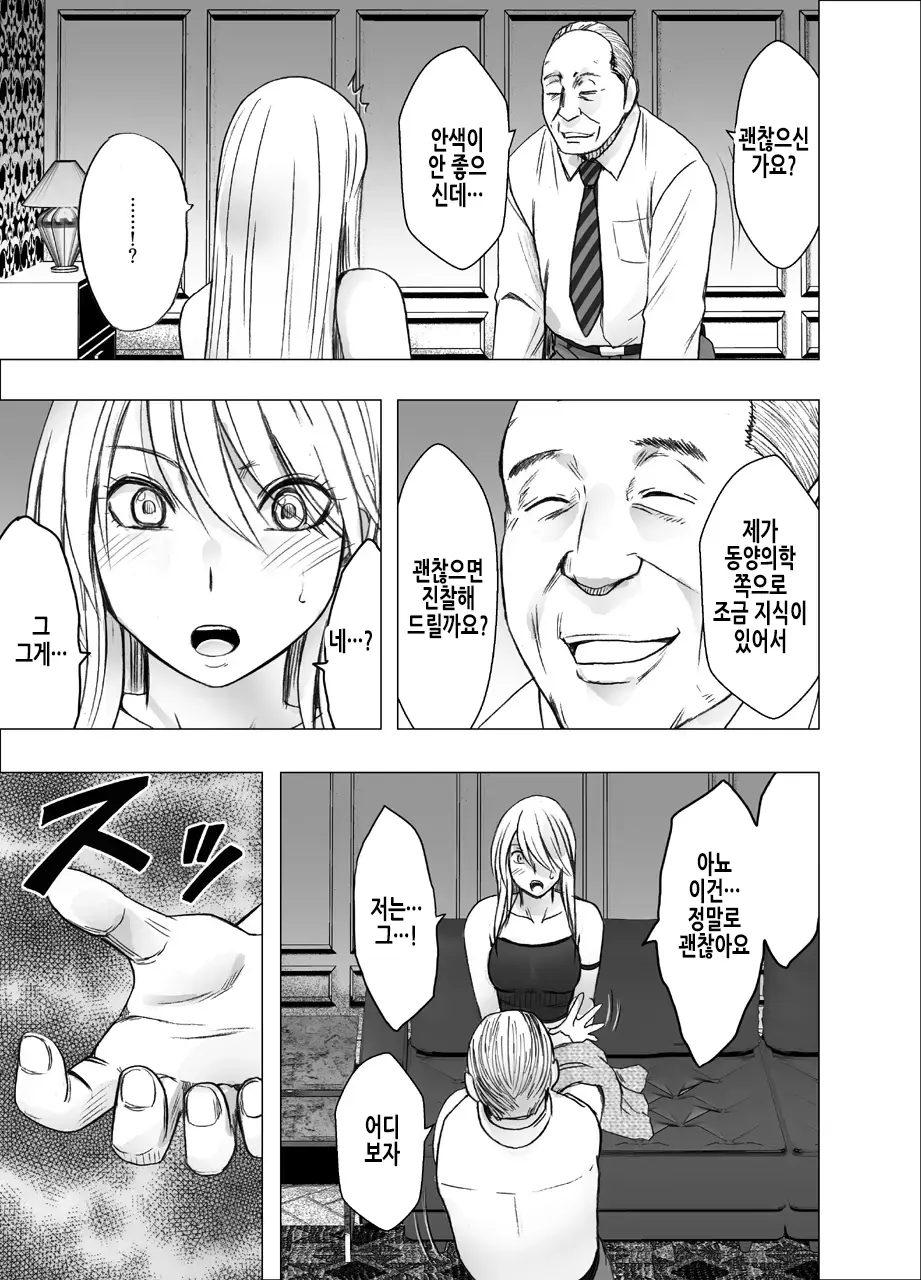 괜찮으신
가요?
안색이
안 좋으
신데…
………!?
제가
동양의학
쪽으로
조금 지식이
있어서
괜찮으면
진찰해
드릴까요?
네…?
그
그게…
아뇨
이건…
정말로
괜찮아요
저는…
그…!
어디
보자
スッ